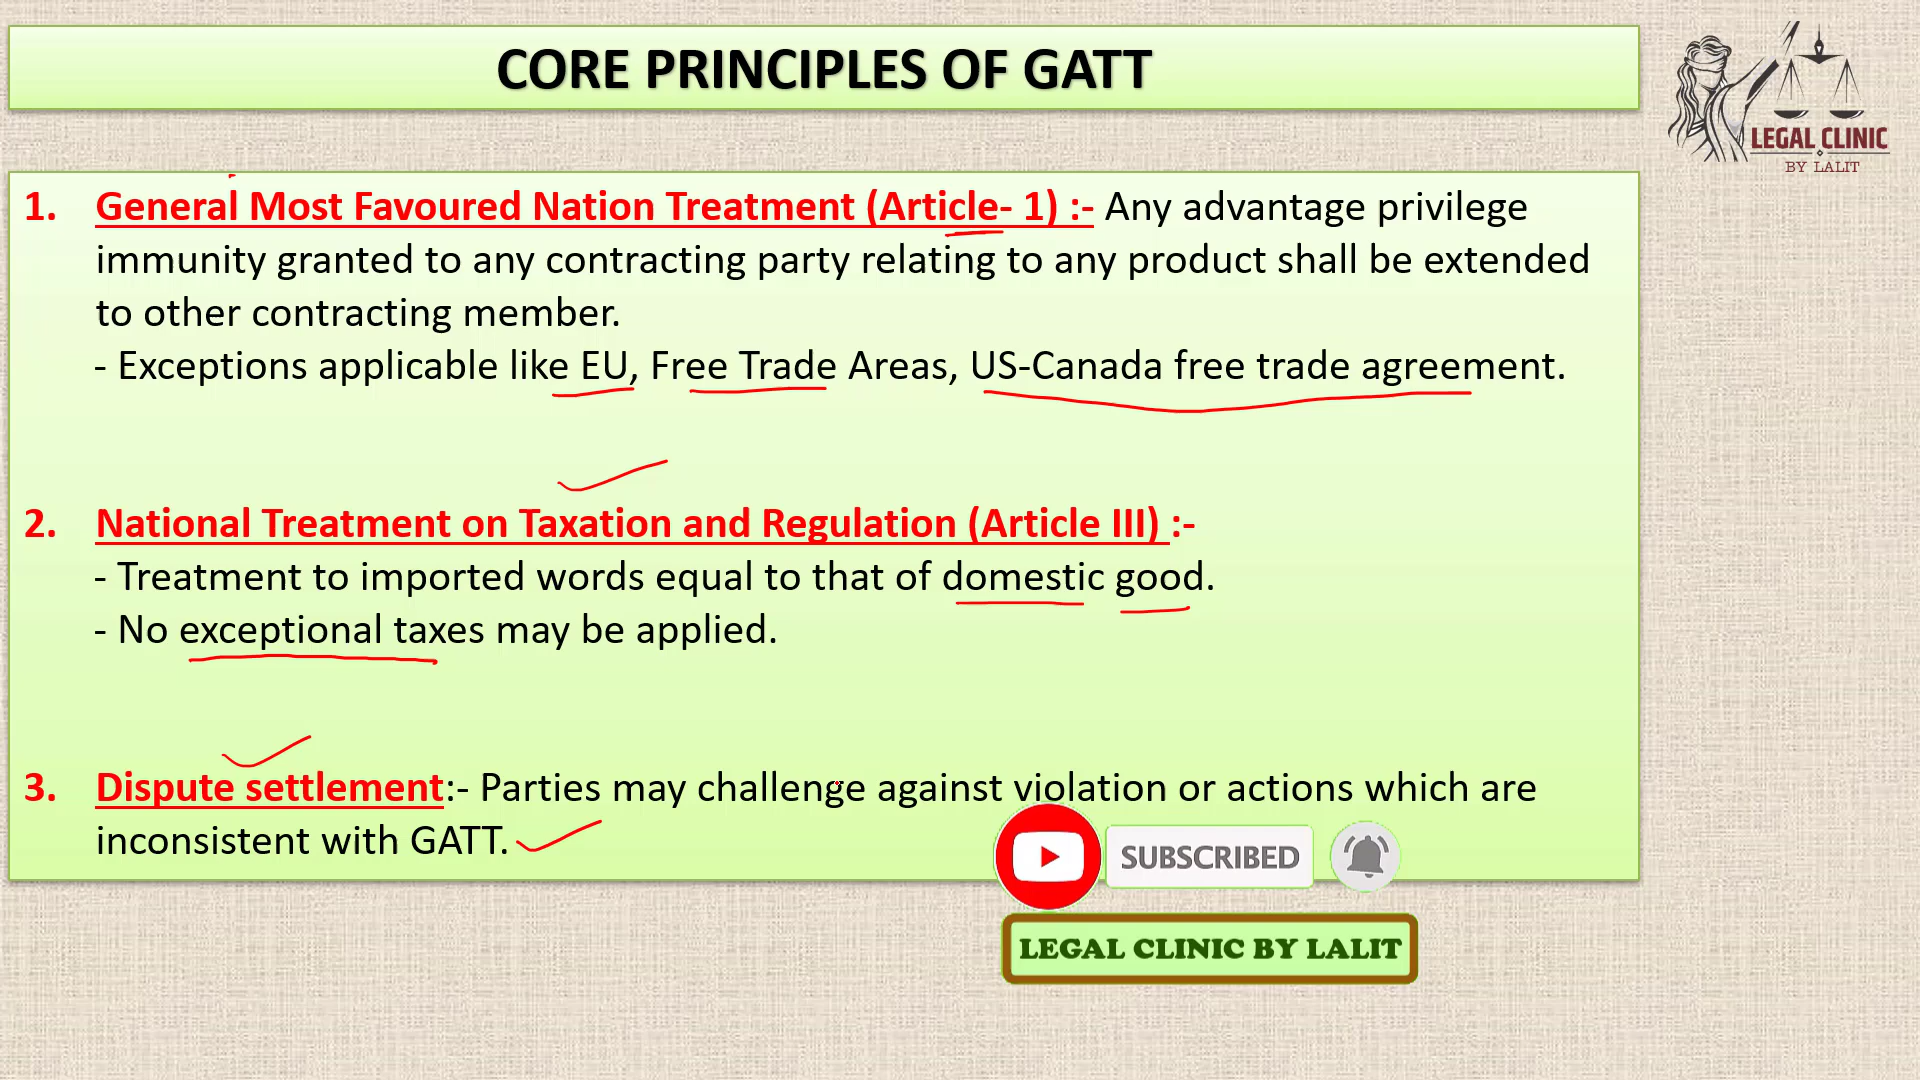 CORE PRINCIPLES OF GATT
LEGAL CLINIC
BY LALIT
1. General Most Favoured Nation Treatment (Article- 1) :- Any advantage privilege
immunity granted to any contracting party relating to any product shall be extended
to other contracting member.
- Exceptions applicable like EU, Free Trade Areas, US-Canada free trade agreement.
2. National Treatment on Taxation and Regulation (Article III) :-
- Treatment to imported words equal to that of domestic good.
- No exceptional taxes may be applied.
3. Dispute settlement:- Parties may challenge against violation or actions which are
inconsistent with GATT.
SUBSCRIBED
LEGAL CLINIC BY LALIT